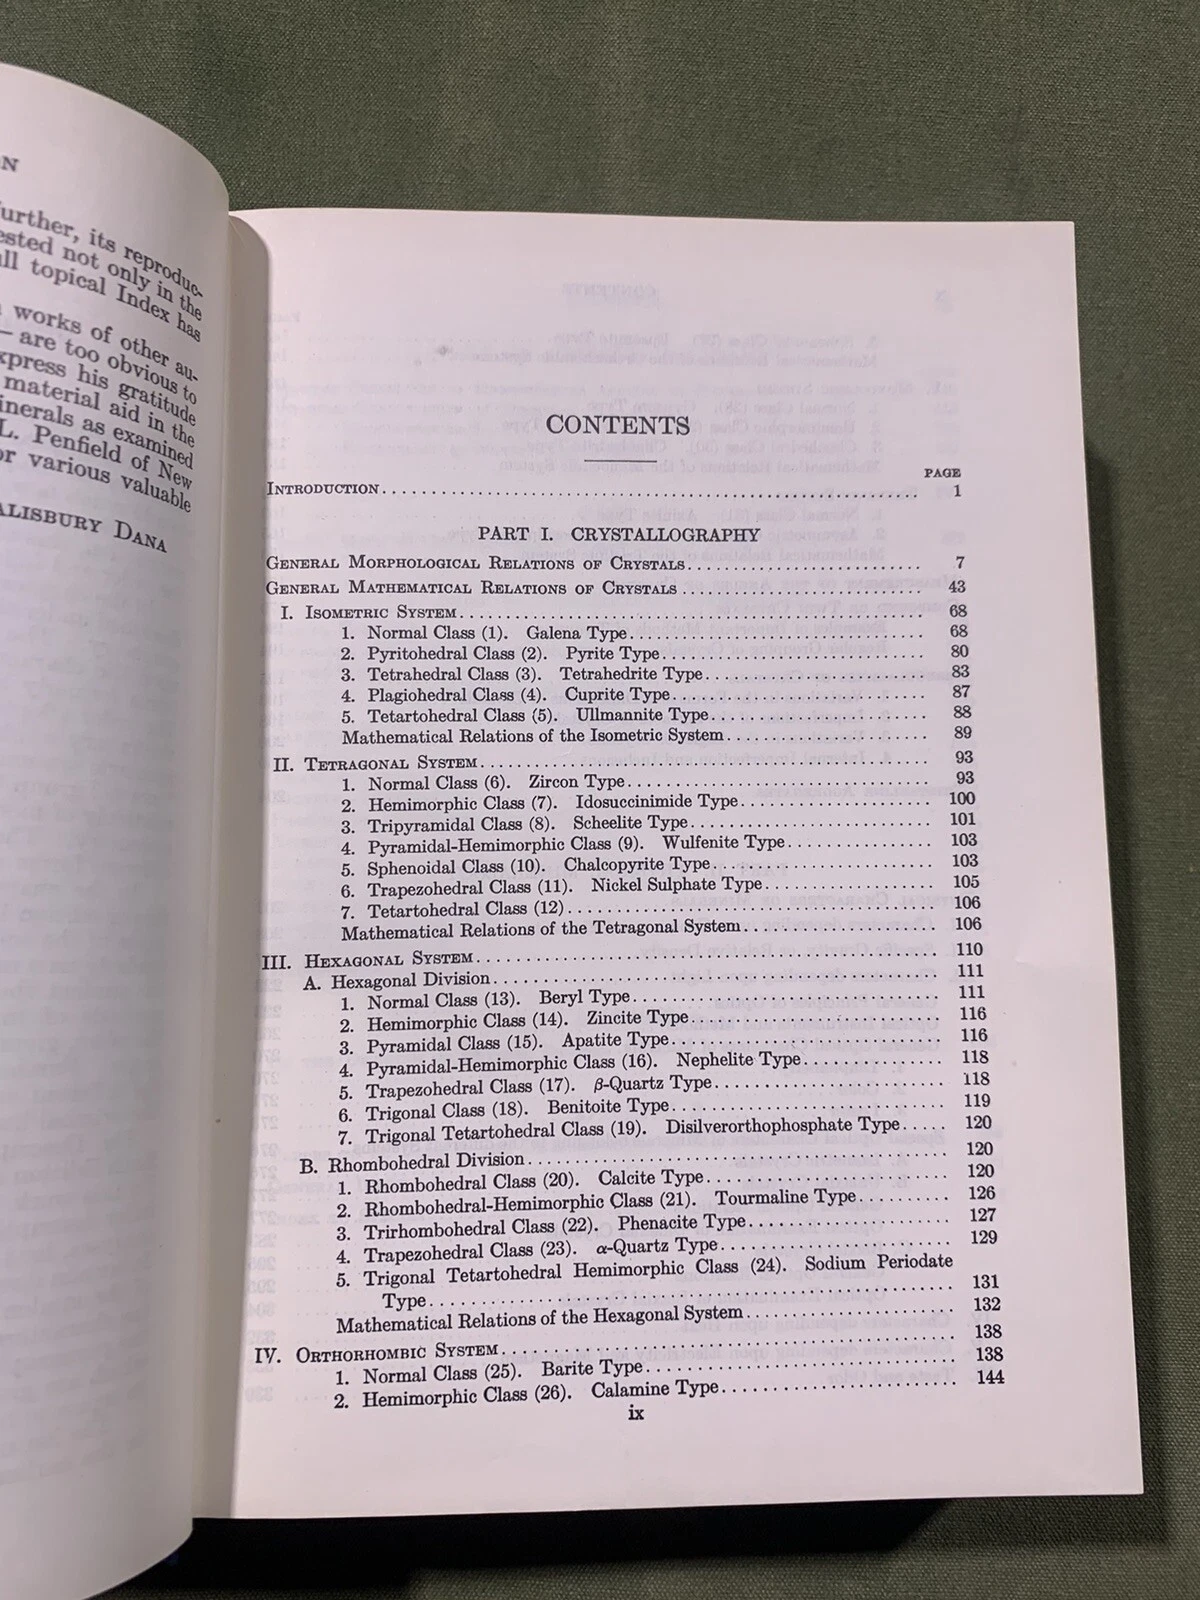 N
further, its reproduc-
ested not only in the
ull topical Index has
works of other au-
— are too obvious to
xpress his gratitude
material aid in the
inerals as examined
L. Penfield of New
or various valuable
ALISBURY DANA
CONTENTS
PAGE
INTRODUCTION........ 1
PART I. CRYSTALLOGRAPHY
GENERAL MORPHOLOGICAL RELATIONS OF CRYSTALS........ 7
GENERAL MATHEMATICAL RELATIONS OF CRYSTALS........ 43
I. ISOMETRIC SYSTEM........ 68
1. Normal Class (1). Galena Type........ 68
2. Pyritohedral Class (2). Pyrite Type........ 80
3. Tetrahedral Class (3). Tetrahedrite Type........ 83
4. Plagiohedral Class (4). Cuprite Type........ 87
5. Tetartohedral Class (5). Ullmannite Type........ 88
Mathematical Relations of the Isometric System........ 89
II. TETRAGONAL SYSTEM........ 93
1. Normal Class (6). Zircon Type........ 93
2. Hemimorphic Class (7). Idosuccinimide Type........ 100
3. Tripyramidal Class (8). Scheelite Type........ 101
4. Pyramidal-Hemimorphic Class (9). Wulfenite Type........ 103
5. Sphenoidal Class (10). Chalcopyrite Type........ 103
6. Trapezohedral Class (11). Nickel Sulphate Type........ 105
7. Tetartohedral Class (12)........ 106
Mathematical Relations of the Tetragonal System........ 106
III. HEXAGONAL SYSTEM........ 110
A. Hexagonal Division........ 111
1. Normal Class (13). Beryl Type........ 111
2. Hemimorphic Class (14). Zincite Type........ 116
3. Pyramidal Class (15). Apatite Type........ 116
4. Pyramidal-Hemimorphic Class (16). Nephelite Type........ 118
5. Trapezohedral Class (17). β-Quartz Type........ 118
6. Trigonal Class (18). Benitoite Type........ 119
7. Trigonal Tetartohedral Class (19). Disilverorthophosphate Type..... 120
B. Rhombohedral Division........ 120
1. Rhombohedral Class (20). Calcite Type........ 120
2. Rhombohedral-Hemimorphic Class (21). Tourmaline Type........ 126
3. Trirhombohedral Class (22). Phenacite Type........ 127
4. Trapezohedral Class (23). α-Quartz Type........ 129
5. Trigonal Tetartohedral Hemimorphic Class (24). Sodium Periodate
Type........ 131
Mathematical Relations of the Hexagonal System........ 132
IV. ORTHORHOMBIC SYSTEM........ 138
1. Normal Class (25). Barite Type........ 138
2. Hemimorphic Class (26). Calamine Type........ 144
ix